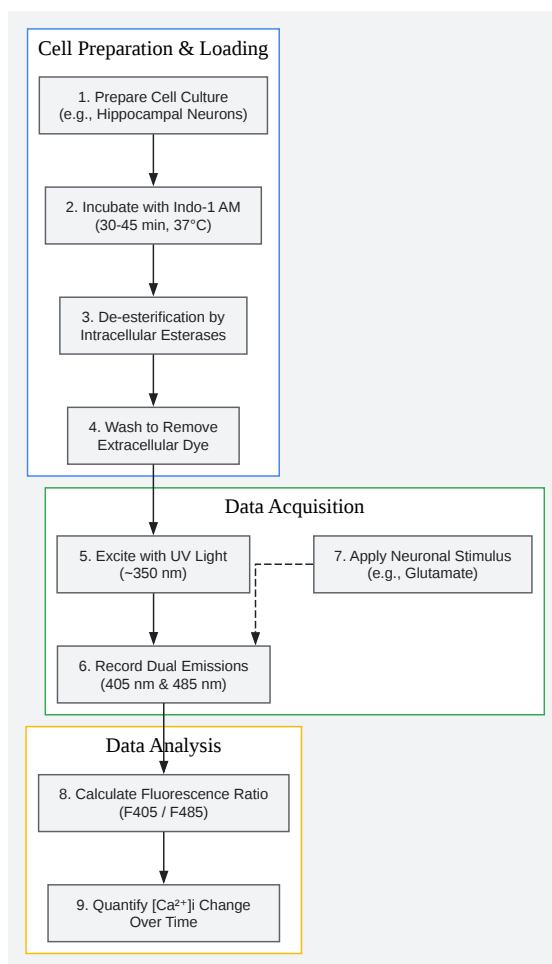 Cell Preparation & Loading
1. Prepare Cell Culture
(e.g., Hippocampal Neurons)
2. Incubate with Indo-1 AM
(30-45 min, 37°C)
3. De-esterification by
Intracellular Esterases
4. Wash to Remove
Extracellular Dye
Data Acquisition
5. Excite with UV Light
(~350 nm)
7. Apply Neuronal Stimulus
(e.g., Glutamate)
6. Record Dual Emissions
(405 nm & 485 nm)
Data Analysis
8. Calculate Fluorescence Ratio
(F405 / F485)
9. Quantify [Ca²⁺]i Change
Over Time